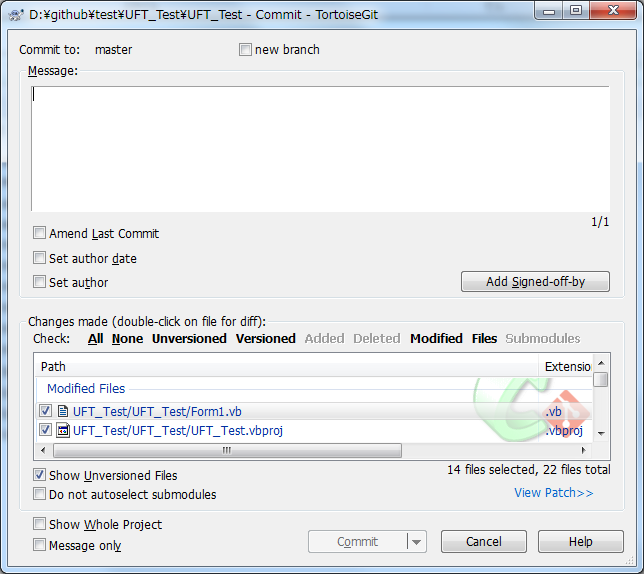 D:¥github¥test¥UFT_Test¥UFT_Test - Commit - TortoiseGit
Commit to: master new branch
Message:
1/1
Amend Last Commit
Set author date
Set author Add Signed-off-by
Changes made (double-click on file for diff):
Check: All None Unversioned Versioned Added Deleted Modified Files Submodules
Path Extensio
Modified Files
UFT_Test/UFT_Test/Form1.vb .vb
UFT_Test/UFT_Test/UFT_Test.vbproj .vbproj
Show Unversioned Files 14 files selected, 22 files total
Do not autoselect submodules View Patch>>
Show Whole Project
Message only Commit Cancel Help